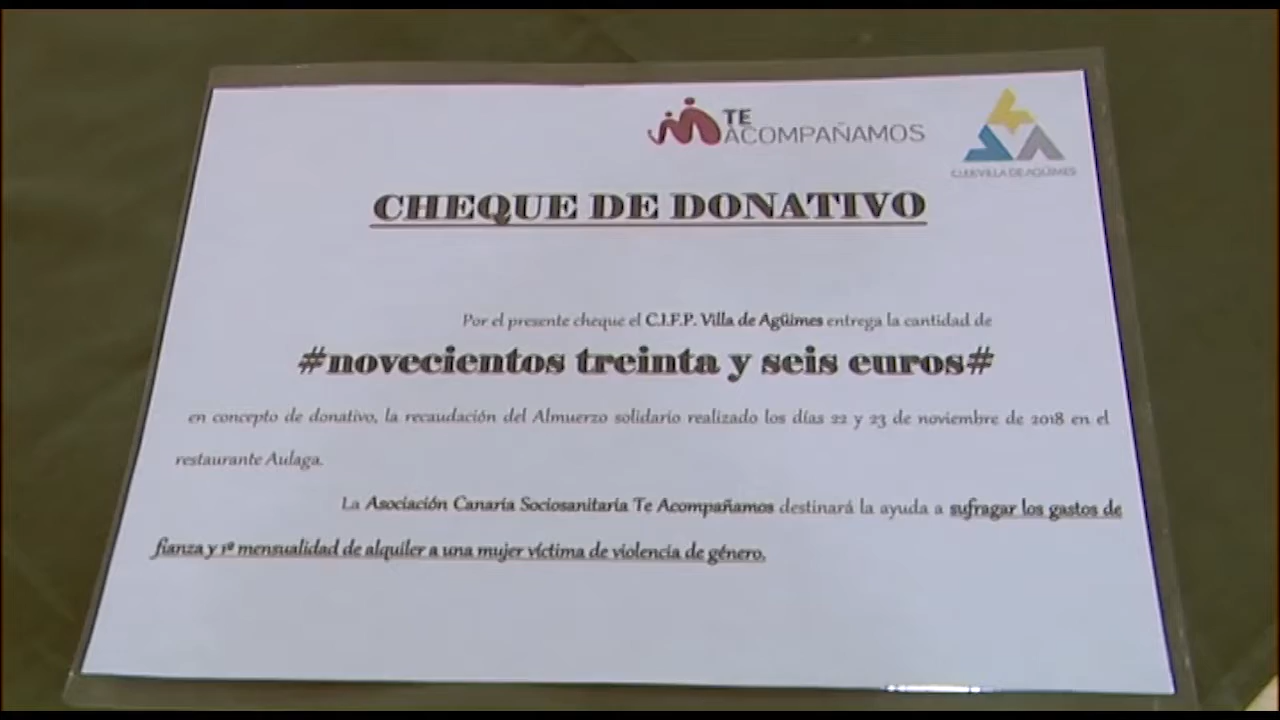 TE
ACOMPAÑAMOS
C.I.F.P. VILLA DE AGÜIMES
CHEQUE DE DONATIVO
Por el presente cheque el C.I.F.P. Villa de Agüimes entrega la cantidad de
#novecientos treinta y seis euros#
en concepto de donativo, la recaudación del Almuerzo solidario realizado los días 22 y 23 de noviembre de 2018 en el
restaurante Aulaga.
La Asociación Canaria Sociosanitaria Te Acompañamos destinará la ayuda a sufragar los gastos de
fianza y 1ª mensualidad de alquiler a una mujer víctima de violencia de género.